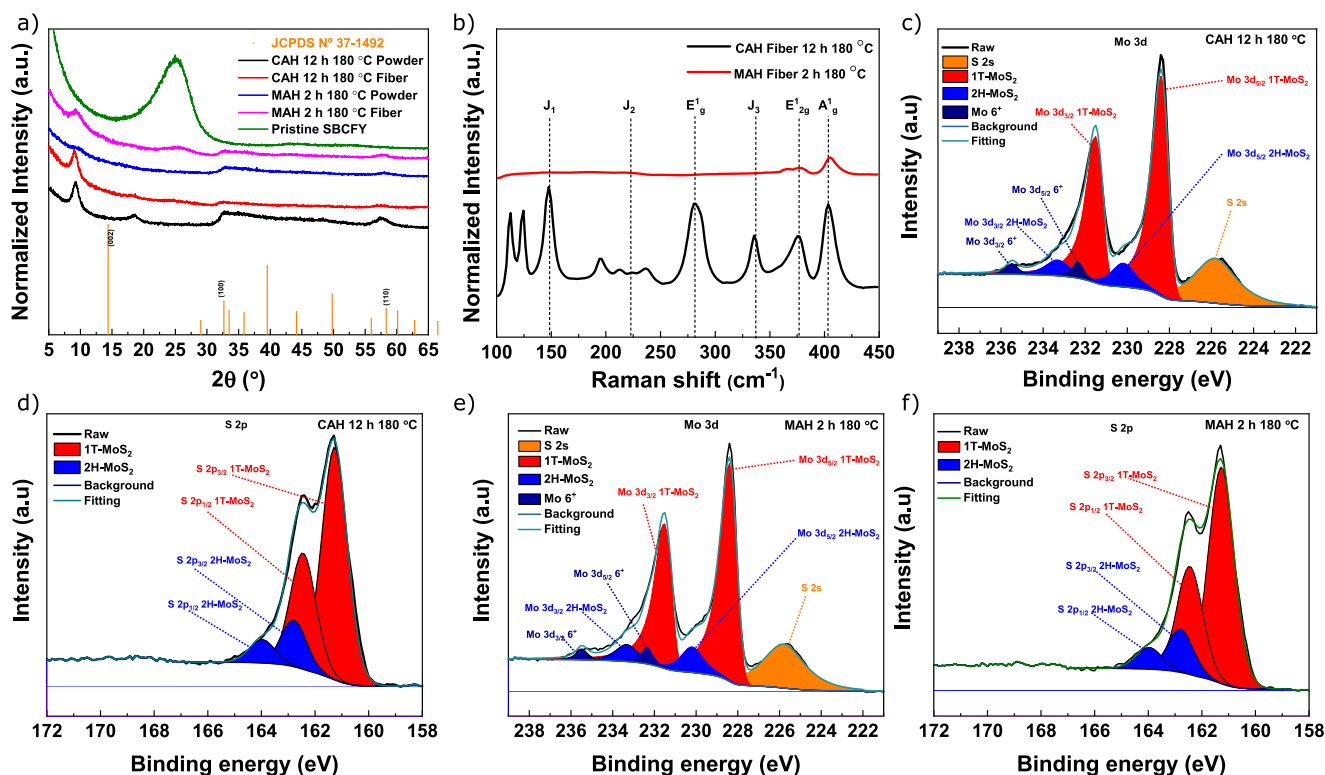 a)
JCPDS Nº 37-1492
CAH 12 h 180 °C Powder
CAH 12 h 180 °C Fiber
MAH 2 h 180 °C Powder
MAH 2 h 180 °C Fiber
Pristine SBCFY
(002)
(100)
(110)
Normalized Intensity (a.u.)
5 10 15 20 25 30 35 40 45 50 55 60 65
2θ (°)
b)
CAH Fiber 12 h 180 °C
MAH Fiber 2 h 180 °C
J₁ J₂ E¹g J₃ E¹₂g A¹g
Normalized Intensity (a.u.)
100 150 200 250 300 350 400 450
Raman shift (cm⁻¹)
c)
Mo 3d
CAH 12 h 180 °C
Raw
S 2s
1T-MoS₂
2H-MoS₂
Mo 6⁺
Background
Fitting
Mo 3d₅/₂ 1T-MoS₂
Mo 3d₃/₂ 1T-MoS₂
Mo 3d₅/₂ 2H-MoS₂
Mo 3d₅/₂ 6⁺
Mo 3d₃/₂ 2H-MoS₂
Mo 3d₃/₂ 6⁺
S 2s
Intensity (a.u)
239 236 233 230 227 224 221
Binding energy (eV)
d)
S 2p
CAH 12 h 180 °C
Raw
1T-MoS₂
2H-MoS₂
Background
Fitting
S 2p₃/₂ 1T-MoS₂
S 2p₁/₂ 1T-MoS₂
S 2p₃/₂ 2H-MoS₂
S 2p₁/₂ 2H-MoS₂
Intensity (a.u)
172 170 168 166 164 162 160 158
Binding energy (eV)
e)
Mo 3d
MAH 2 h 180 °C
Raw
S 2s
1T-MoS₂
2H-MoS₂
Mo 6⁺
Background
Fitting
Mo 3d₅/₂ 1T-MoS₂
Mo 3d₃/₂ 1T-MoS₂
Mo 3d₅/₂ 2H-MoS₂
Mo 3d₅/₂ 6⁺
Mo 3d₃/₂ 2H-MoS₂
Mo 3d₃/₂ 6⁺
S 2s
Intensity (a.u)
239 236 233 230 227 224 221
Binding energy (eV)
f)
S 2p
MAH 2 h 180 °C
Raw
1T-MoS₂
2H-MoS₂
Background
Fitting
S 2p₃/₂ 1T-MoS₂
S 2p₁/₂ 1T-MoS₂
S 2p₃/₂ 2H-MoS₂
S 2p₁/₂ 2H-MoS₂
Intensity (a.u)
172 170 168 166 164 162 160 158
Binding energy (eV)